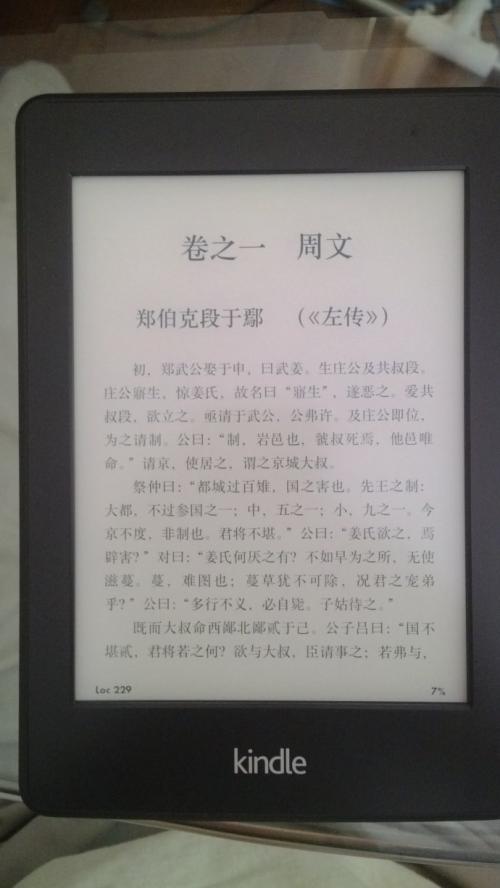 卷之一　周文
郑伯克段于鄢　（《左传》）
初，郑武公娶于申，曰武姜。生庄公及共叔段。
庄公寤生，惊姜氏，故名曰“寤生”，遂恶之。爱共
叔段，欲立之。亟请于武公，公弗许。及庄公即位，
为之请制。公曰：“制，岩邑也，虢叔死焉，他邑唯
命。”请京，使居之，谓之京城大叔。
祭仲曰：“都城过百雉，国之害也。先王之制：
大都，不过参国之一；中，五之一；小，九之一。今
京不度，非制也。君将不堪。”公曰：“姜氏欲之，焉
辟害？”对曰：“姜氏何厌之有？不如早为之所，无使
滋蔓。蔓，难图也；蔓草犹不可除，况君之宠弟
乎？”公曰：“多行不义，必自毙。子姑待之。”
既而大叔命西鄙北鄙贰于己。公子吕曰：“国不
堪贰，君将若之何？欲与大叔，臣请事之；若弗与，
Loc 229 7%
kindle